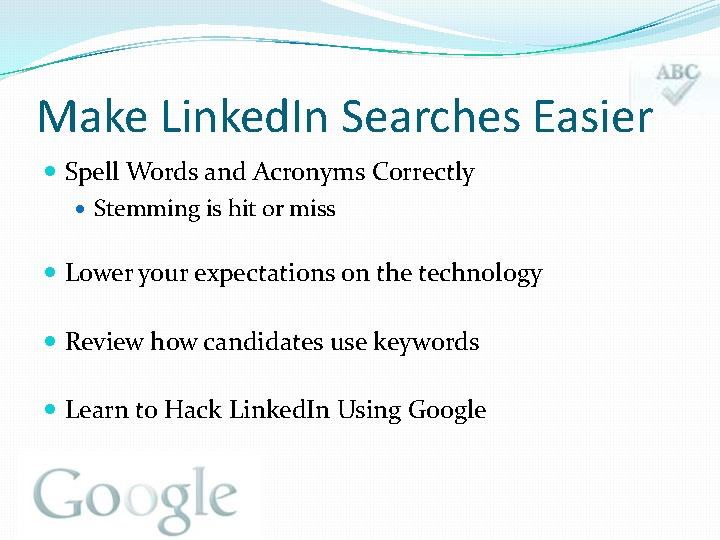 ABC
Make LinkedIn Searches Easier
Spell Words and Acronyms Correctly
Stemming is hit or miss
Lower your expectations on the technology
Review how candidates use keywords
Learn to Hack LinkedIn Using Google
Google